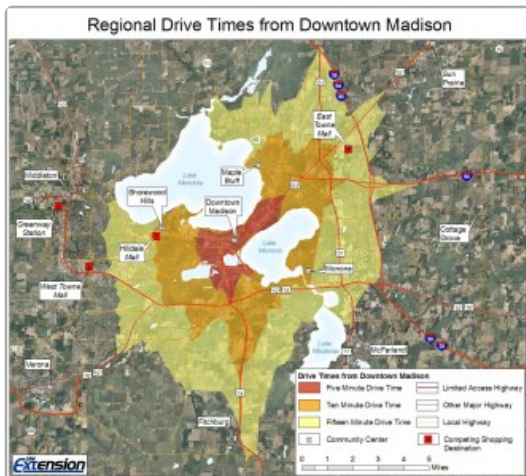 Regional Drive Times from Downtown Madison
Sun
Prairie
East
Towne
Mall
Lake
Mendota
Maple
Bluff
Middleton
Shorewood
Hills
Downtown
Madison
Greenway
Station
Hilldale
Mall
Lake
Monona
Cottage
Grove
Monona
West Towne
Mall
Lake
Waubesa
McFarland
Verona
Fitchburg
Drive Times from Downtown Madison
Five Minute Drive Time
Limited Access Highway
Ten Minute Drive Time
Other Major Highway
Fifteen Minute Drive Time
Local Highway
Community Center
Competing Shopping
Destination
0 1 2 3 4 5
Miles
Extension